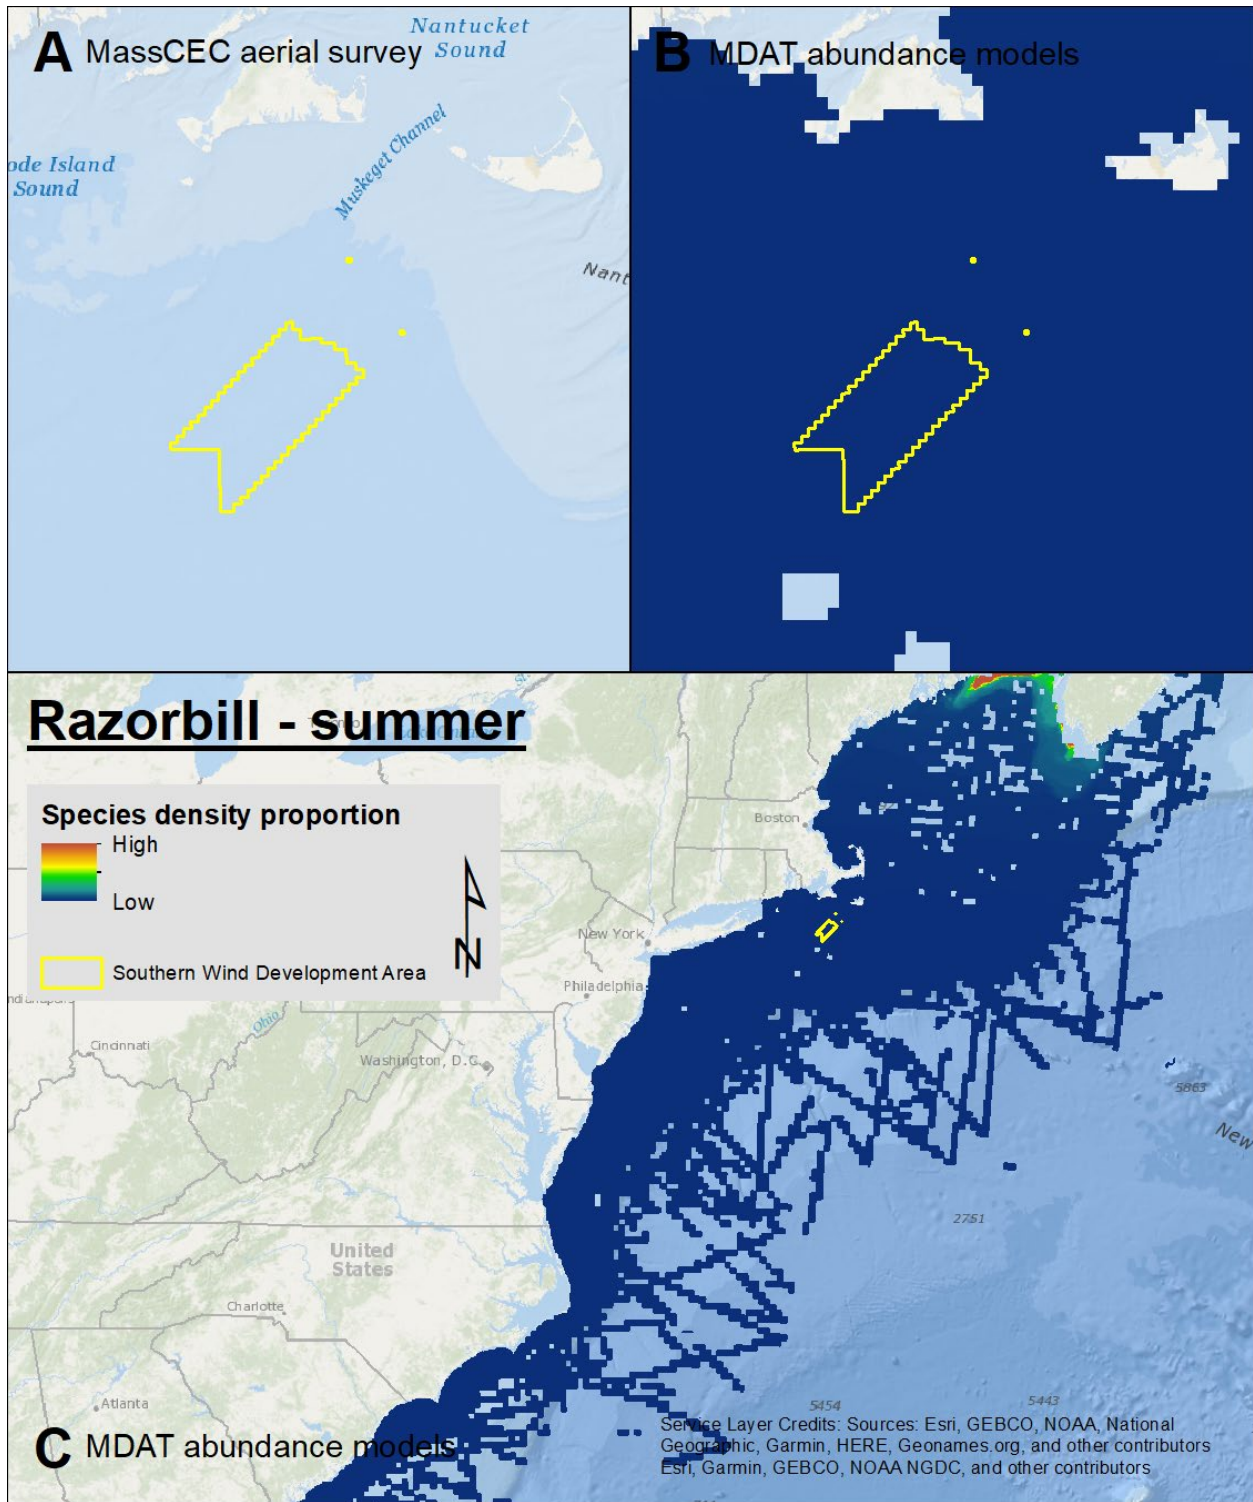 A MassCEC aerial survey
Nantucket
Sound
Muskeget Channel
ode Island
Sound
Nant
B MDAT abundance models
Razorbill - summer
Species density proportion
High
Low
N
Southern Wind Development Area
Boston
New York
Philadelphia
Ohio
Cincinnati
Washington, D.C.
5863
New
2751
United
States
Charlotte
Atlanta
5454
5443
C MDAT abundance models
Service Layer Credits: Sources: Esri, GEBCO, NOAA, National
Geographic, Garmin, HERE, Geonames.org, and other contributors
Esri, Garmin, GEBCO, NOAA NGDC, and other contributors